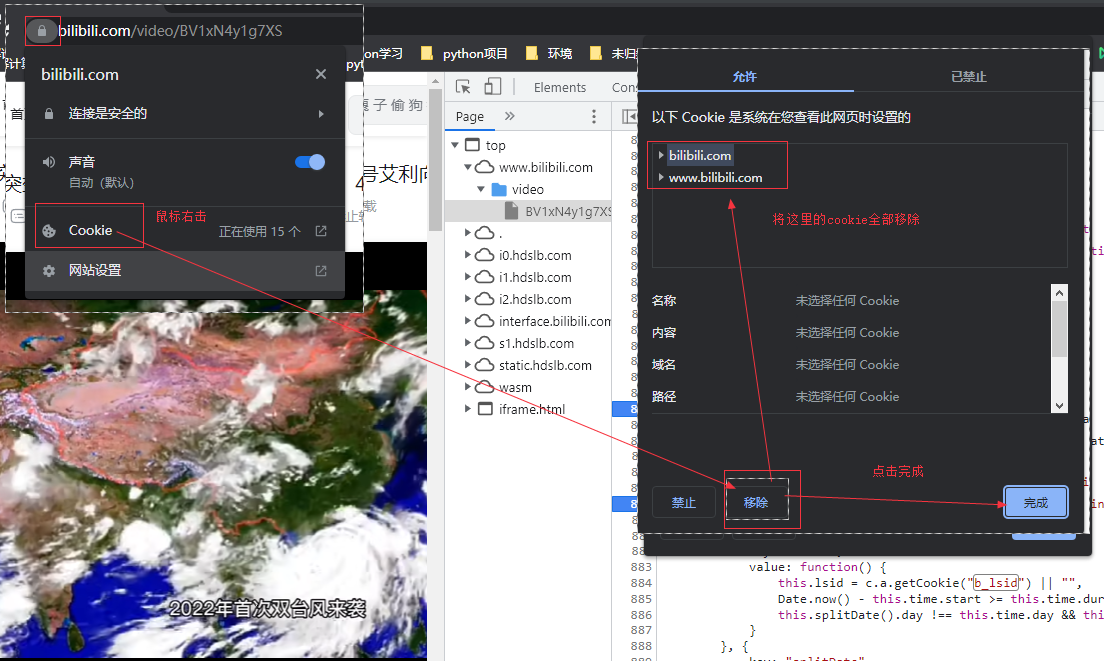 bilibili.com/video/BV1xN4y1g7XS
bilibili.com
连接是安全的
声音
自动（默认）
Cookie
正在使用 15 个
网站设置
鼠标右击
on学习
python项目
环境
未归
Elements
Con
嘎子偷狗
Page
top
www.bilibili.com
video
BV1xN4y1g7XS
.
i0.hdslb.com
i1.hdslb.com
i2.hdslb.com
interface.bilibili.com
s1.hdslb.com
static.hdslb.com
wasm
iframe.html
号艾利向
2022年首次双台风来袭
允许
已禁止
以下 Cookie 是系统在您查看此网页时设置的
bilibili.com
www.bilibili.com
将这里的cookie全部移除
名称
未选择任何 Cookie
内容
未选择任何 Cookie
域名
未选择任何 Cookie
路径
未选择任何 Cookie
点击完成
禁止
移除
完成
883 value: function() {
884 this.lsid = c.a.getCookie("b_lsid") || "",
885 Date.now() - this.time.start >= this.time.dur
886 this.splitDate().day !== this.time.day && thi
887 }
888 }, {